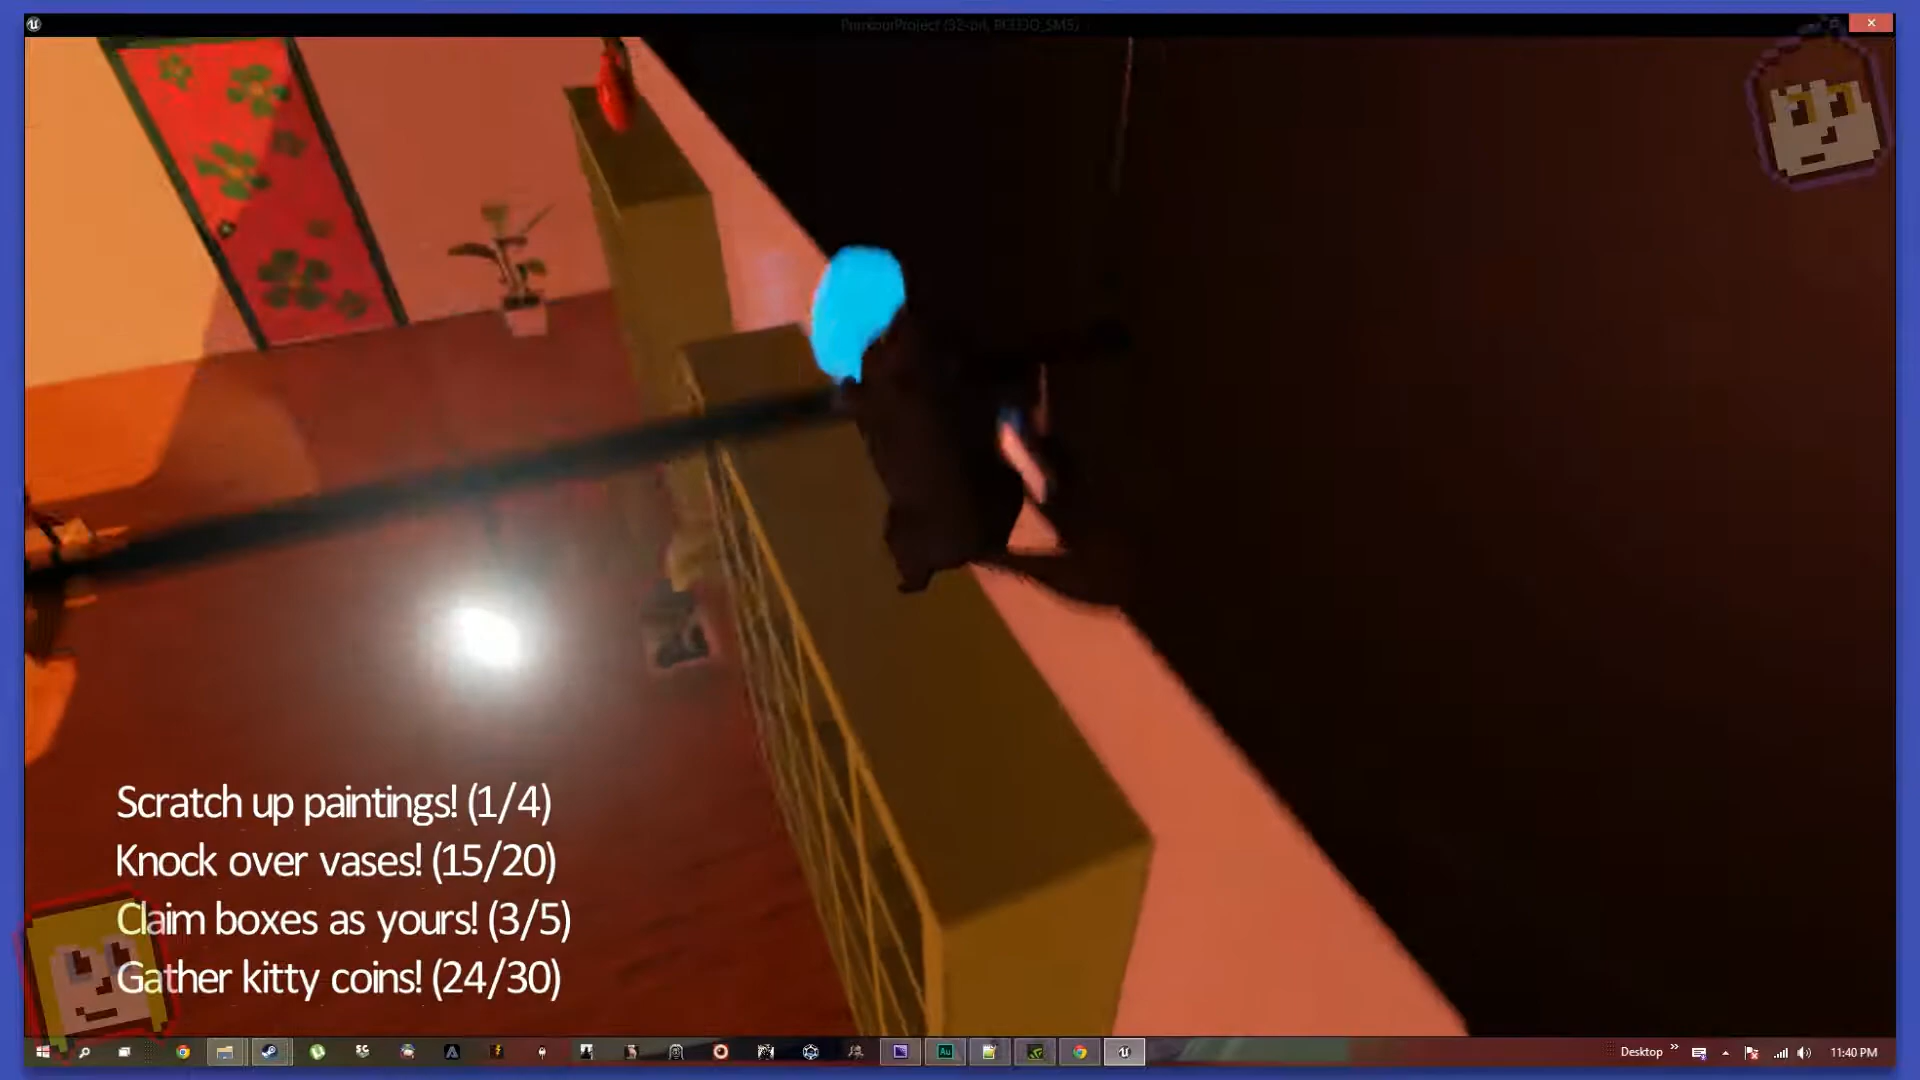 Scratch up paintings! (1/4)
Knock over vases! (15/20)
Claim boxes as yours! (3/5)
Gather kitty coins! (24/30)
Au
Desktop
11:40 PM